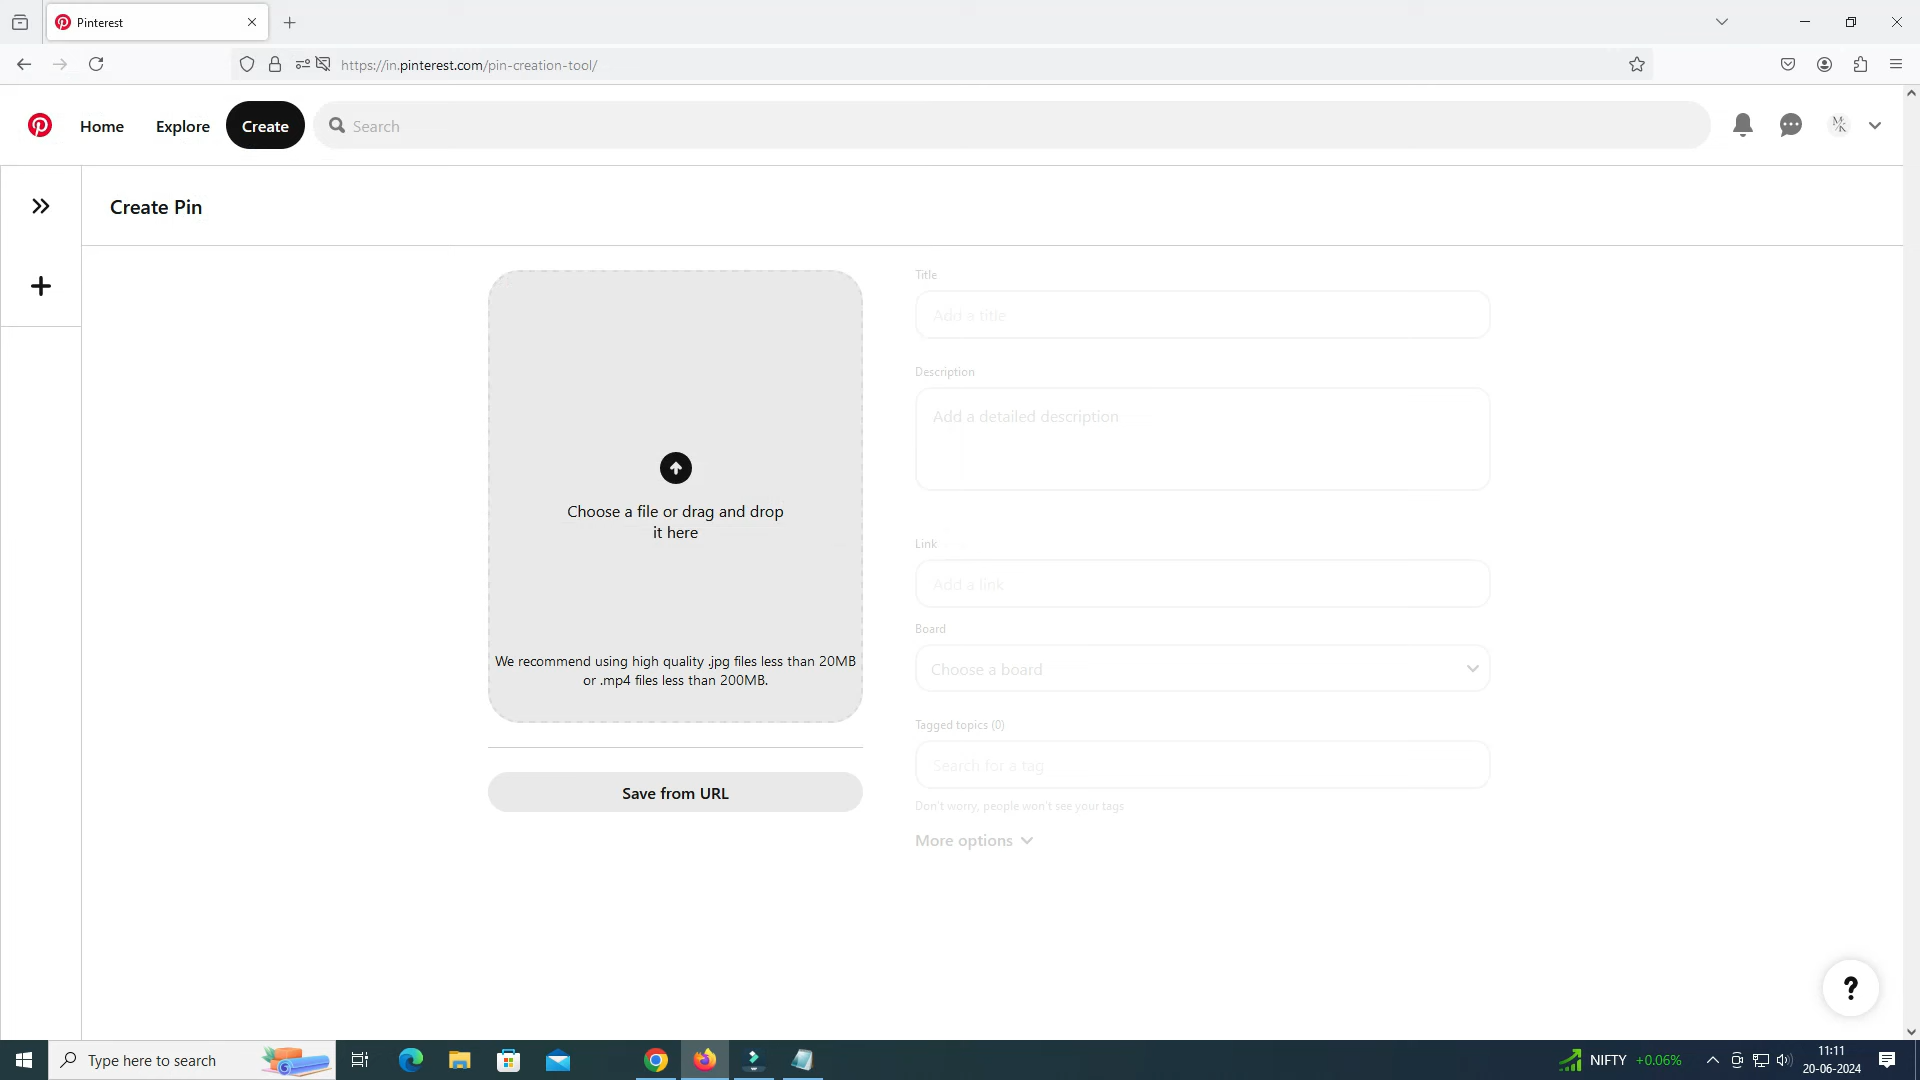 Pinterest
https://in.pinterest.com/pin-creation-tool/
Home
Explore
Create
Search
Create Pin
Choose a file or drag and drop
it here
We recommend using high quality .jpg files less than 20MB
or .mp4 files less than 200MB.
Save from URL
Title
Add a title
Description
Add a detailed description
Link
Add a link
Board
Choose a board
Tagged topics (0)
Search for a tag
Don't worry, people won't see your tags
More options
?
Type here to search
NIFTY +0.06%
11:11
20-06-2024